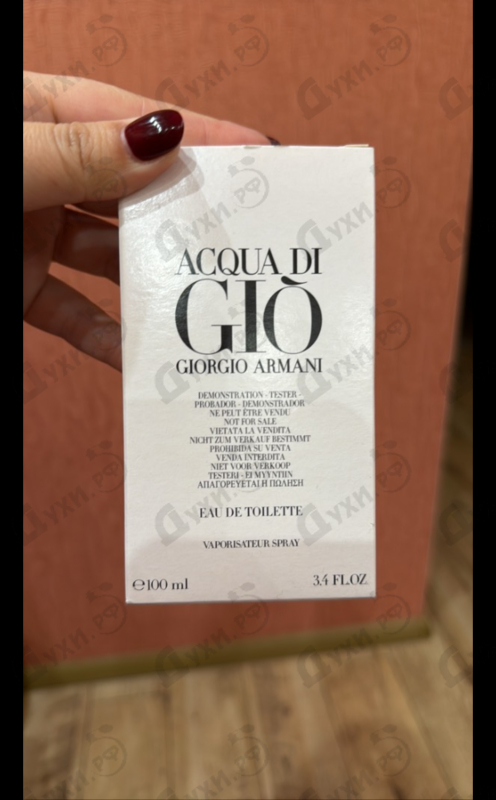 ACQUA DI
GIÒ
GIORGIO ARMANI
DEMONSTRATION - TESTER -
PROBADOR - DEMONSTRADOR
NE PEUT ÊTRE VENDU
NOT FOR SALE
VIETATA LA VENDITA
NICHT ZUM VERKAUF BESTIMMT
PROHIBIDA SU VENTA
VENDA INTERDITA
NIET VOOR VERKOOP
TESTERI - EI MYYNTIIN
ΑΠΑΓΟΡΕΥΕΤΑΙ Η ΠΩΛΗΣΗ
EAU DE TOILETTE
VAPORISATEUR SPRAY
℮100 ml 3.4 FL.OZ
Духи.рф